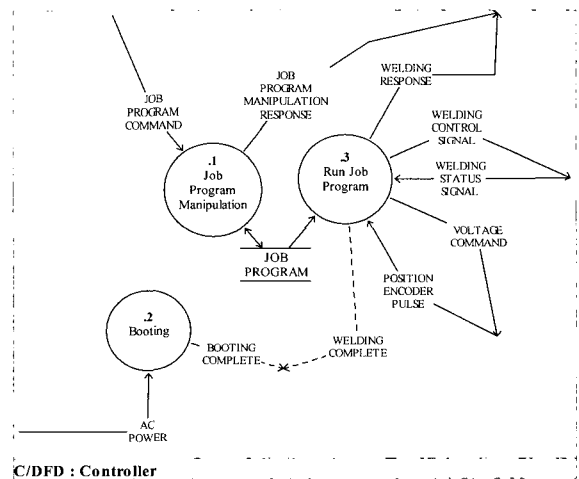 JOB
PROGRAM
COMMAND
JOB
PROGRAM
MANIPULATION
RESPONSE
WELDING
RESPONSE
WELDING
CONTROL
SIGNAL
WELDING
STATUS
SIGNAL
.1
Job
Program
Manipulation
.3
Run Job
Program
VOLTAGE
COMMAND
JOB
PROGRAM
POSITION
ENCODER
PULSE
.2
Booting
BOOTING
COMPLETE
WELDING
COMPLETE
AC
POWER
C/DFD : Controller